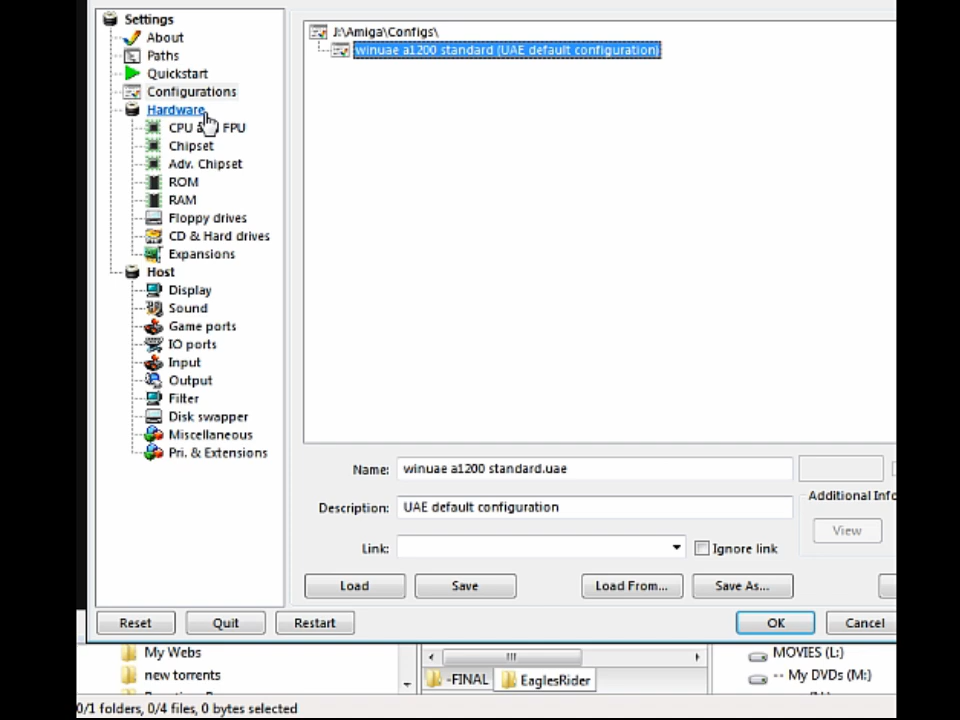 Settings
About
Paths
Quickstart
Configurations
Hardware
CPU a FPU
Chipset
Adv. Chipset
ROM
RAM
Floppy drives
CD & Hard drives
Expansions
Host
Display
Sound
Game ports
IO ports
Input
Output
Filter
Disk swapper
Miscellaneous
Pri. & Extensions
J:\Amiga\Configs\
winuae a1200 standard (UAE default configuration)
Name: winuae a1200 standard.uae
Additional Info
Description: UAE default configuration
View
Link:
Ignore link
Load Save Load From... Save As...
Reset Quit Restart OK Cancel
My Webs
new torrents
-FINAL EaglesRider
MOVIES (L:)
-- My DVDs (M:)
0/1 folders, 0/4 files, 0 bytes selected